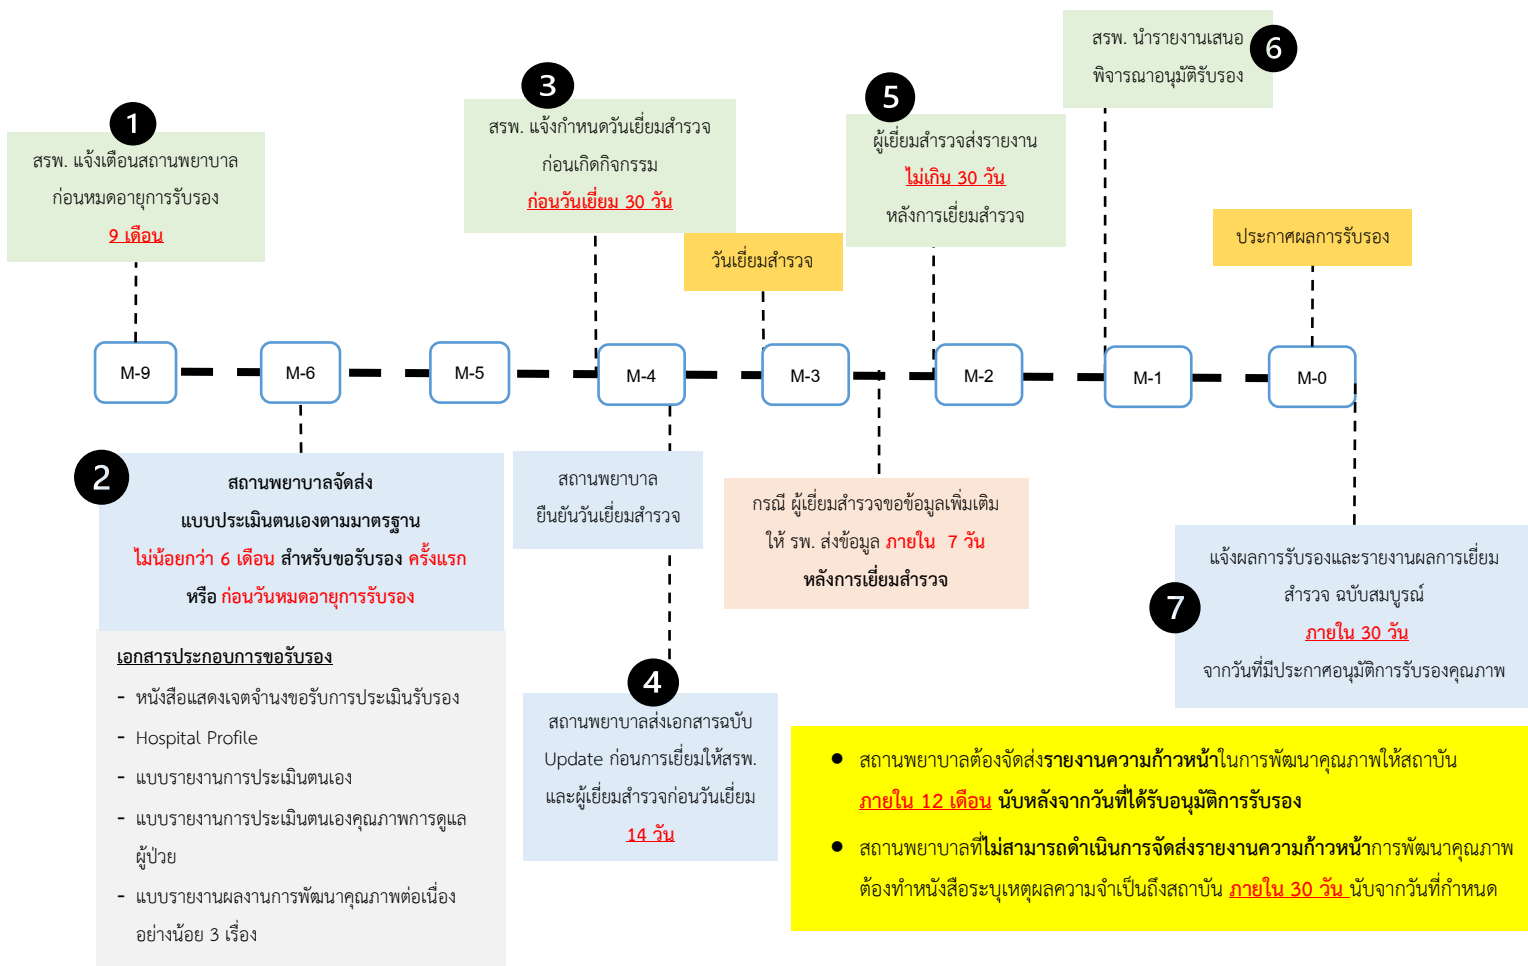 1
สรพ. แจ้งเตือนสถานพยาบาล
ก่อนหมดอายุการรับรอง
9 เดือน
3
สรพ. แจ้งกำหนดวันเยี่ยมสำรวจ
ก่อนเกิดกิจกรรม
ก่อนวันเยี่ยม 30 วัน
วันเยี่ยมสำรวจ
5
ผู้เยี่ยมสำรวจส่งรายงาน
ไม่เกิน 30 วัน
หลังการเยี่ยมสำรวจ
6
สรพ. นำรายงานเสนอ
พิจารณาอนุมัติรับรอง
ประกาศผลการรับรอง
M-9
M-6
M-5
M-4
M-3
M-2
M-1
M-0
2
สถานพยาบาลจัดส่ง
แบบประเมินตนเองตามมาตรฐาน
ไม่น้อยกว่า 6 เดือน สำหรับขอรับรอง ครั้งแรก
หรือ ก่อนวันหมดอายุการรับรอง
เอกสารประกอบการขอรับรอง
- หนังสือแสดงเจตจำนงขอรับการประเมินรับรอง
- Hospital Profile
- แบบรายงานการประเมินตนเอง
- แบบรายงานการประเมินตนเองคุณภาพการดูแล
ผู้ป่วย
- แบบรายงานผลงานการพัฒนาคุณภาพต่อเนื่อง
อย่างน้อย 3 เรื่อง
สถานพยาบาล
ยืนยันวันเยี่ยมสำรวจ
4
สถานพยาบาลส่งเอกสารฉบับ
Update ก่อนการเยี่ยมให้สรพ.
และผู้เยี่ยมสำรวจก่อนวันเยี่ยม
14 วัน
กรณี ผู้เยี่ยมสำรวจขอข้อมูลเพิ่มเติม
ให้ รพ. ส่งข้อมูล ภายใน 7 วัน
หลังการเยี่ยมสำรวจ
7
แจ้งผลการรับรองและรายงานผลการเยี่ยม
สำรวจ ฉบับสมบูรณ์
ภายใน 30 วัน
จากวันที่มีประกาศอนุมัติการรับรองคุณภาพ
● สถานพยาบาลต้องจัดส่งรายงานความก้าวหน้าในการพัฒนาคุณภาพให้สถาบัน
ภายใน 12 เดือน นับหลังจากวันที่ได้รับอนุมัติการรับรอง
● สถานพยาบาลที่ไม่สามารถดำเนินการจัดส่งรายงานความก้าวหน้าการพัฒนาคุณภาพ
ต้องทำหนังสือระบุเหตุผลความจำเป็นถึงสถาบัน ภายใน 30 วัน นับจากวันที่กำหนด